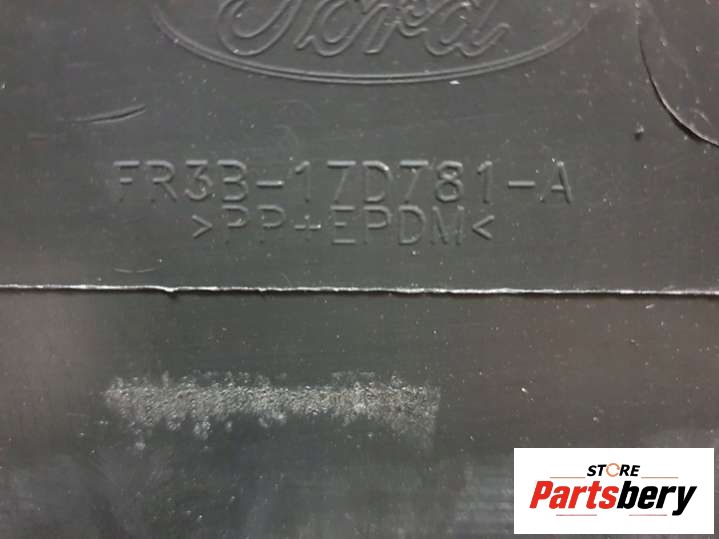 Ford
FR3B-17D781-A
>PP+EPDM<
STORE
Partsbery